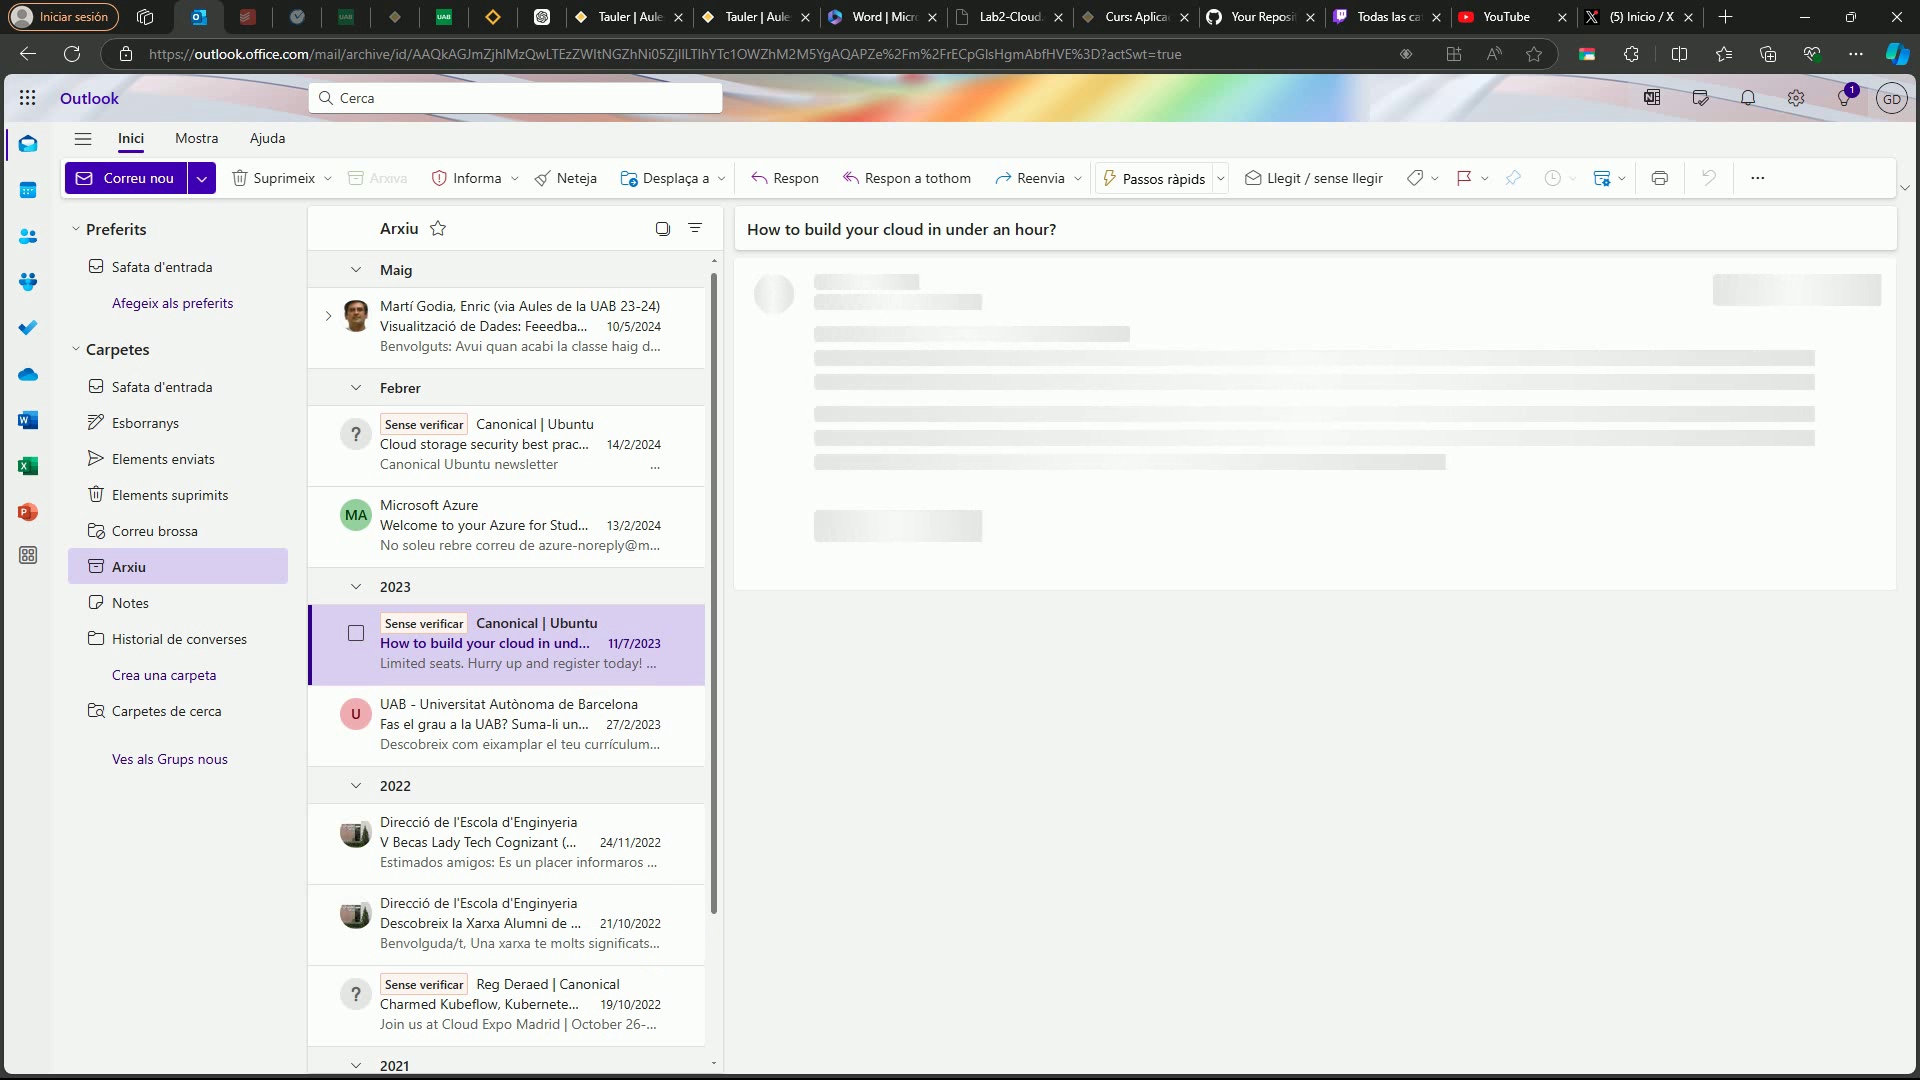 Iniciar sesión
Tauler | Aule
Tauler | Aule
Word | Micr
Lab2-Cloud
Curs: Aplica
Your Reposi
Todas las ca
YouTube
(5) Inicio / X
https://outlook.office.com/mail/archive/id/
?actSwt=true
Outlook
Cerca
1
GD
Inici
Mostra
Ajuda
Correu nou
Suprimeix
Arxiva
Informa
Neteja
Desplaça a
Respon
Respon a tothom
Reenvia
Passos ràpids
Llegit / sense llegir
Preferits
Safata d'entrada
Afegeix als preferits
Carpetes
Safata d'entrada
Esborranys
Elements enviats
Elements suprimits
Correu brossa
Arxiu
Notes
Historial de converses
Crea una carpeta
Carpetes de cerca
Ves als Grups nous
Arxiu
Maig
Martí Godia, Enric (via Aules de la UAB 23-24)
Visualització de Dades: Feeedba... 10/5/2024
Benvolguts: Avui quan acabi la classe haig d...
Febrer
?
Sense verificar Canonical | Ubuntu
Cloud storage security best prac... 14/2/2024
Canonical Ubuntu newsletter ...
MA
Microsoft Azure
Welcome to your Azure for Stud... 13/2/2024
No soleu rebre correu de azure-noreply@m...
2023
Sense verificar Canonical | Ubuntu
How to build your cloud in und... 11/7/2023
Limited seats. Hurry up and register today! ...
U
UAB - Universitat Autònoma de Barcelona
Fas el grau a la UAB? Suma-li un... 27/2/2023
Descobreix com eixamplar el teu currículum...
2022
Direcció de l'Escola d'Enginyeria
V Becas Lady Tech Cognizant (... 24/11/2022
Estimados amigos: Es un placer informaros ...
Direcció de l'Escola d'Enginyeria
Descobreix la Xarxa Alumni de ... 21/10/2022
Benvolguda/t, Una xarxa te molts significats...
?
Sense verificar Reg Deraed | Canonical
Charmed Kubeflow, Kubernete... 19/10/2022
Join us at Cloud Expo Madrid | October 26-...
2021
How to build your cloud in under an hour?